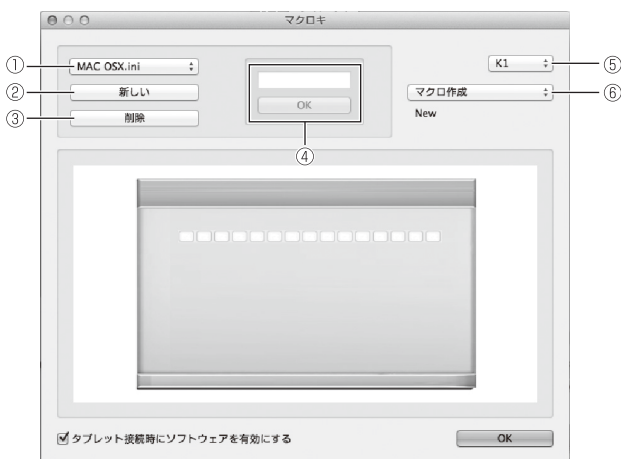 マクロキ
① MAC OSX.ini K1 ⑤
② 新しい マクロ作成 ⑥
③ 削除 OK New
④
タブレット接続時にソフトウェアを有効にする OK